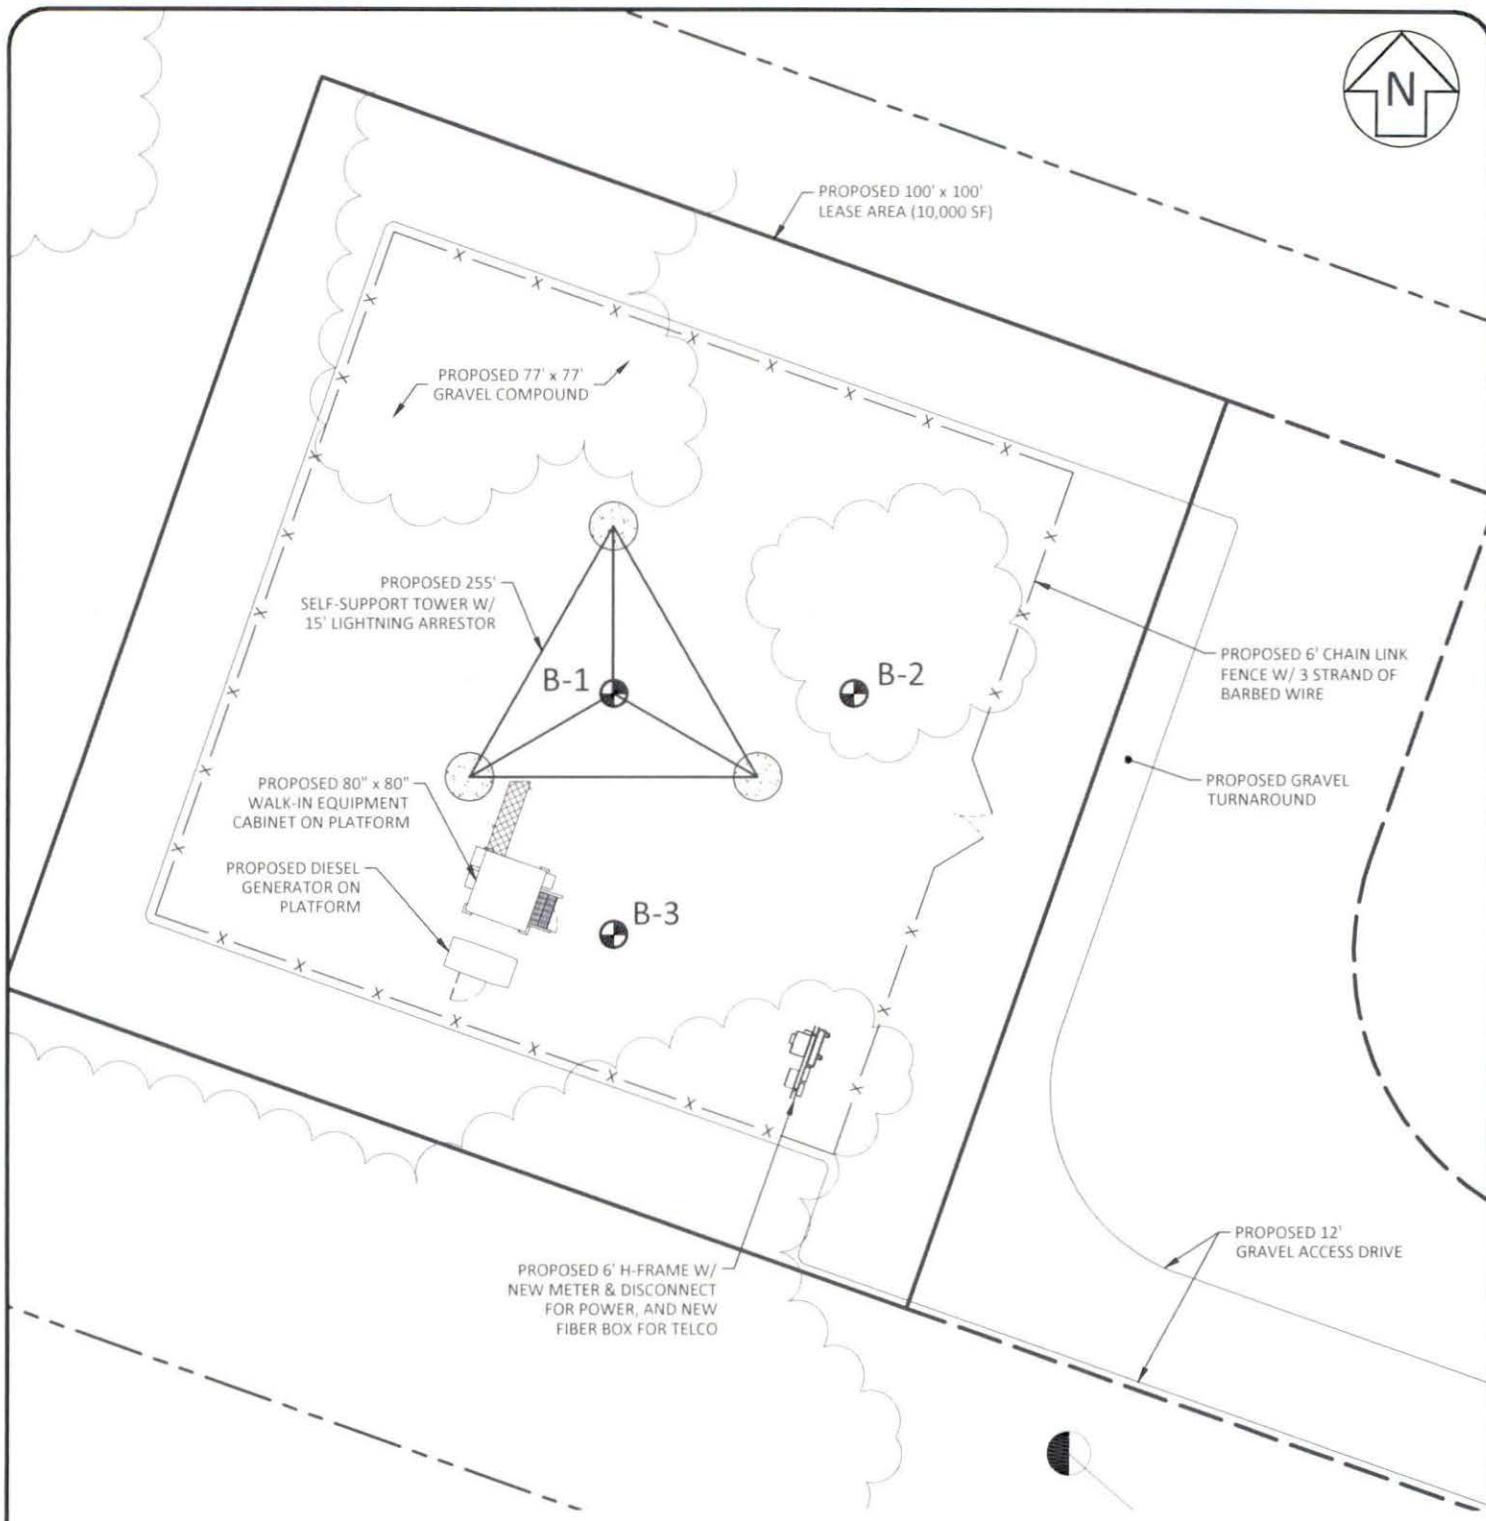 N
PROPOSED 100' x 100'
LEASE AREA (10,000 SF)
PROPOSED 77' x 77'
GRAVEL COMPOUND
PROPOSED 255'
SELF-SUPPORT TOWER W/
15' LIGHTNING ARRESTOR
B-1
B-2
PROPOSED 6' CHAIN LINK
FENCE W/ 3 STRAND OF
BARBED WIRE
PROPOSED GRAVEL
TURNAROUND
PROPOSED 80" x 80"
WALK-IN EQUIPMENT
CABINET ON PLATFORM
PROPOSED DIESEL
GENERATOR ON
PLATFORM
B-3
PROPOSED 12'
GRAVEL ACCESS DRIVE
PROPOSED 6' H-FRAME W/
NEW METER & DISCONNECT
FOR POWER, AND NEW
FIBER BOX FOR TELCO